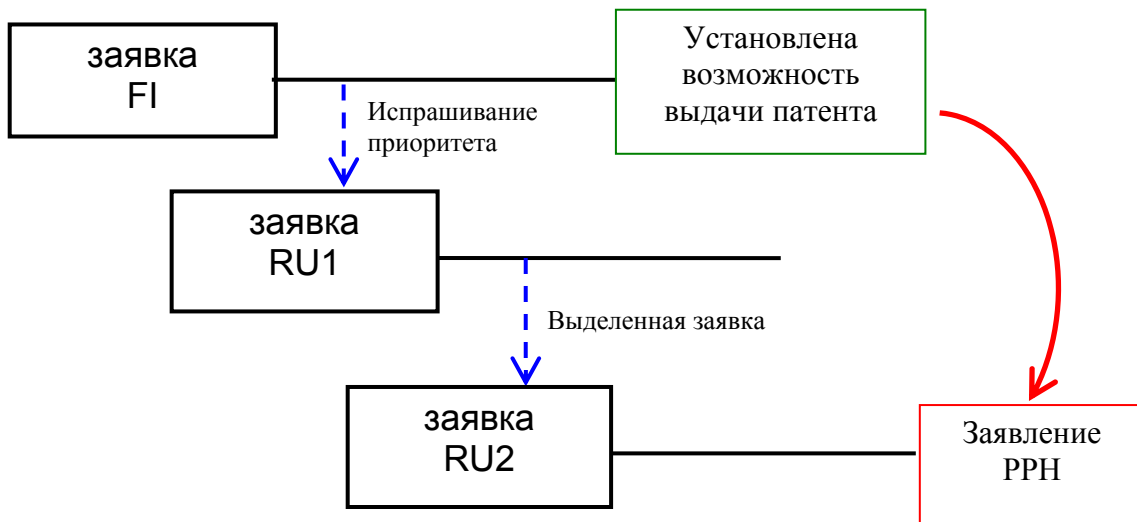 заявка
FI
Установлена
возможность
выдачи патента
Испрашивание
приоритета
заявка
RU1
Выделенная заявка
заявка
RU2
Заявление
PPH